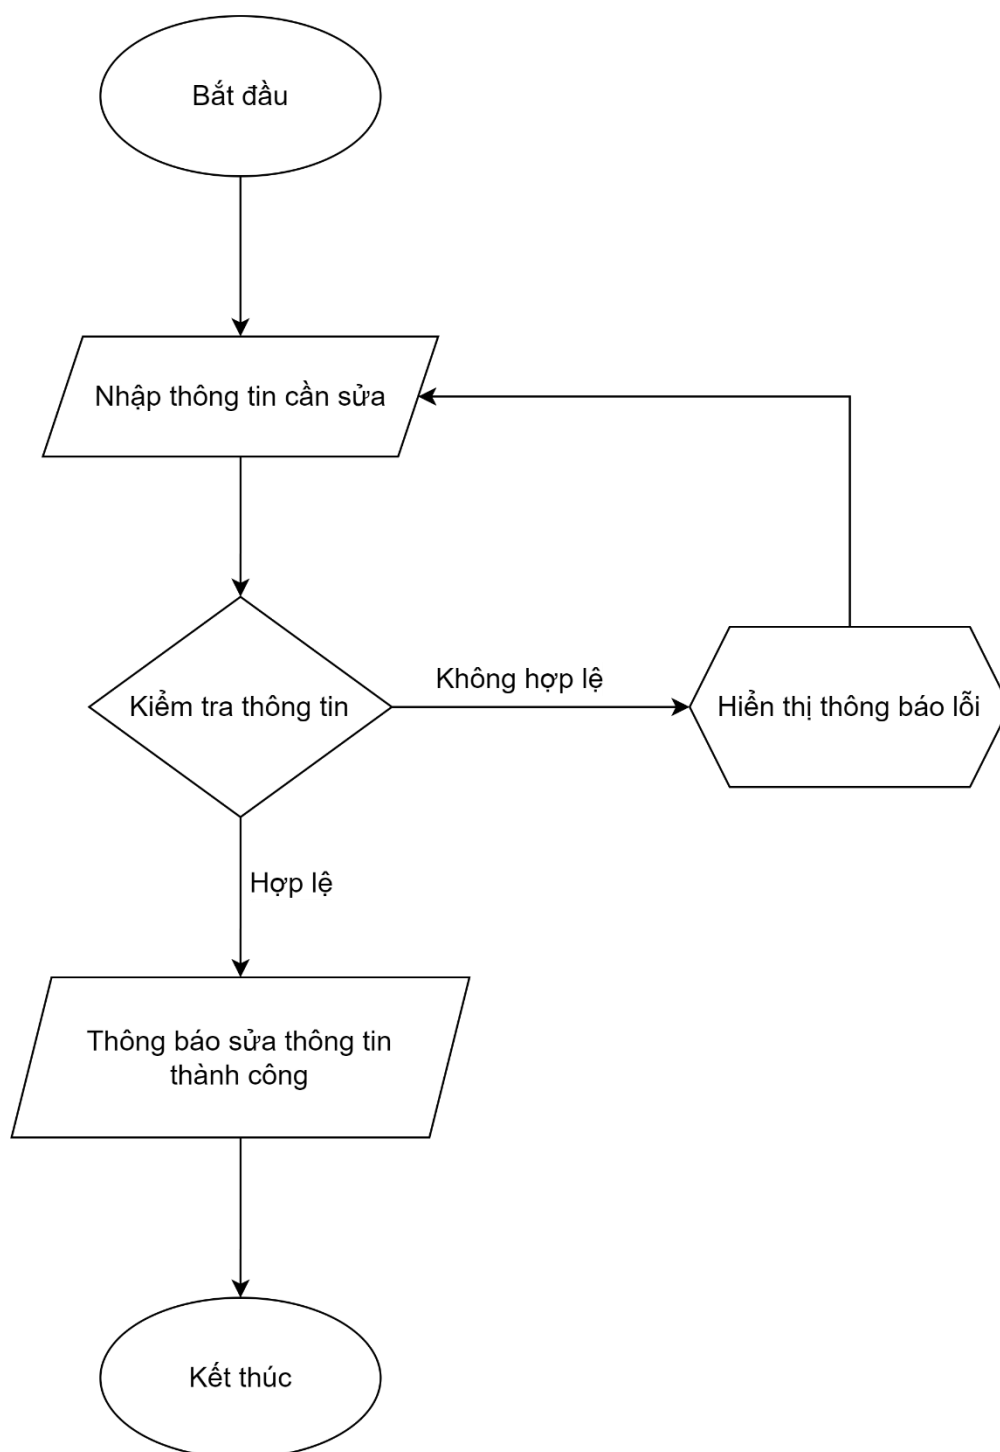 Bắt đầu
Nhập thông tin cần sửa
Kiểm tra thông tin
Không hợp lệ
Hiển thị thông báo lỗi
Hợp lệ
Thông báo sửa thông tin
thành công
Kết thúc